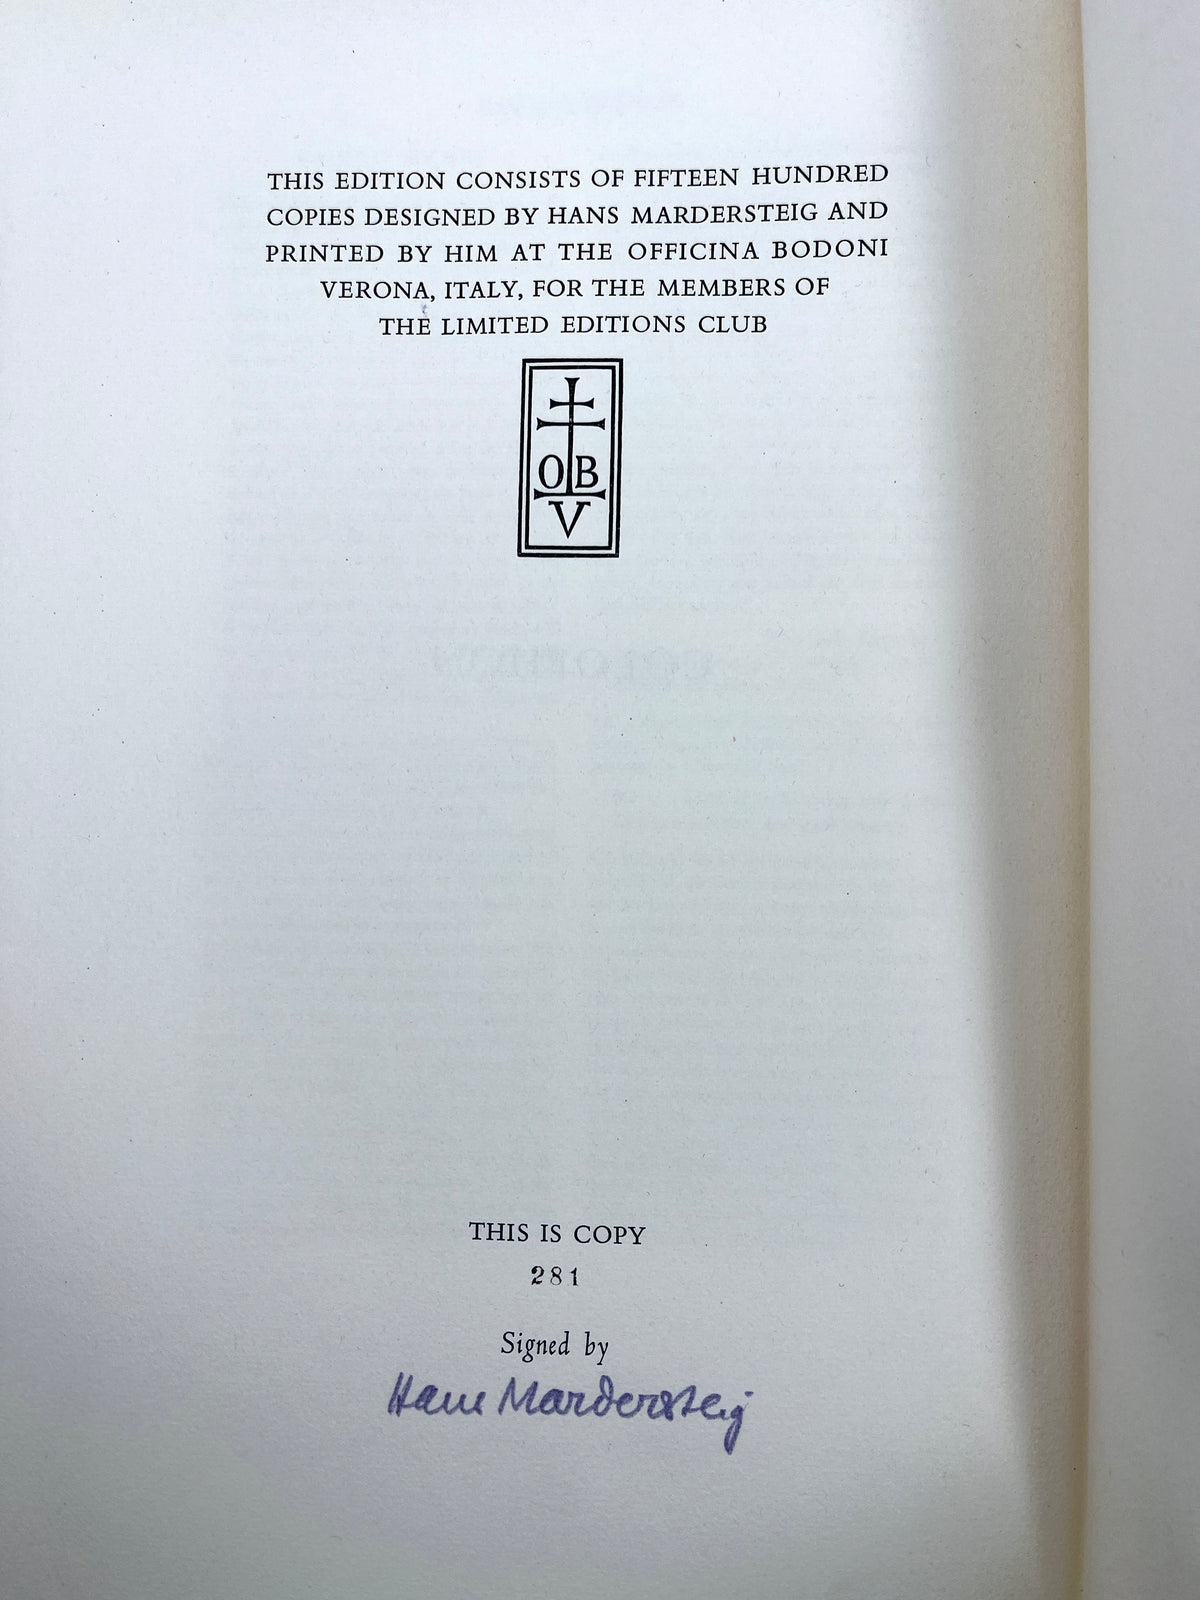 THIS EDITION CONSISTS OF FIFTEEN HUNDRED
COPIES DESIGNED BY HANS MARDERSTEIG AND
PRINTED BY HIM AT THE OFFICINA BODONI
VERONA, ITALY, FOR THE MEMBERS OF
THE LIMITED EDITIONS CLUB
O B
V
THIS IS COPY
281
Signed by
Hans Mardersteig